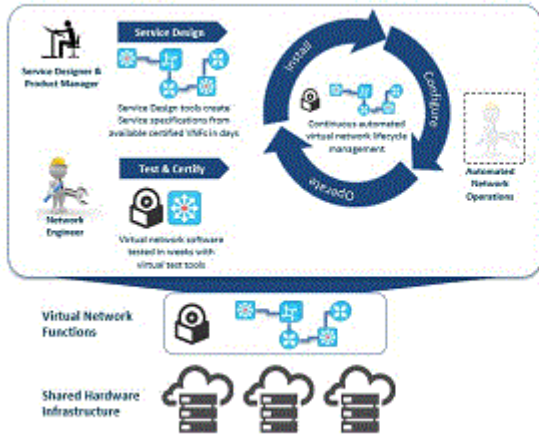 Service Design
Service Designer &
Product Manager
Service Design tools create
Service specifications from
available certified VNFs in days
Test & Certify
Network
Engineer
Virtual network software
tested in weeks with
virtual test tools
Install
Configure
Operate
Continuous automated
virtual network lifecycle
management
Automated
Network
Operations
Virtual Network
Functions
Shared Hardware
Infrastructure